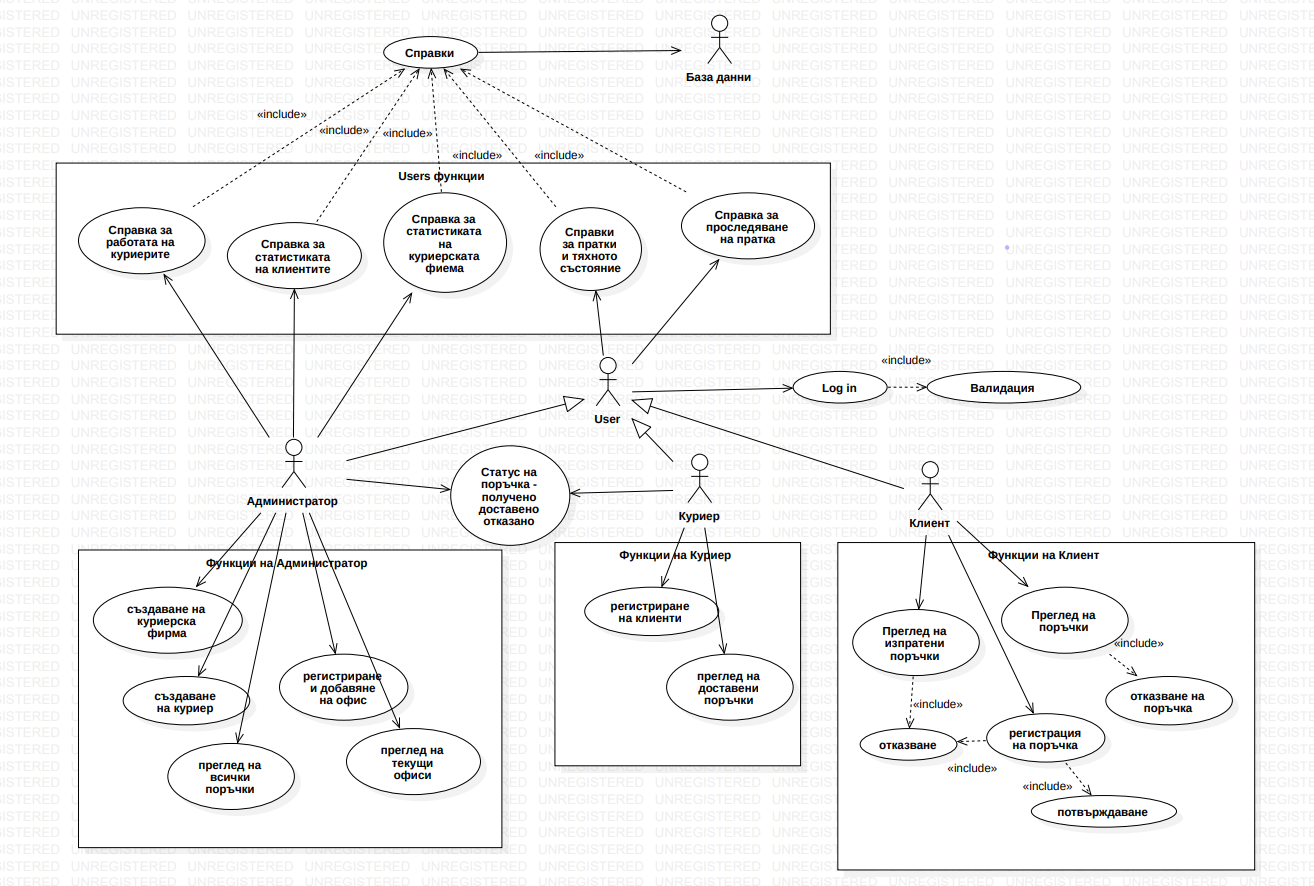 Справки
База данни
«include»
«include»
«include»
«include»
«include»
Users функции
Справка за
работата на
куриерите
Справка за
статистиката
на клиентите
Справка за
статистиката
на
куриерската
фиема
Справки
за пратки
и тяхното
състояние
Справка за
проследяване
на пратка
User
Log in
«include»
Валидация
Администратор
Статус на
поръчка -
получено
доставено
отказано
Куриер
Клиент
Функции на Администратор
създаване на
куриерска
фирма
създаване
на куриер
преглед на
всички
поръчки
регистриране
и добавяне
на офис
преглед на
текущи
офиси
Функции на Куриер
регистриране
на клиенти
преглед на
доставени
поръчки
Функции на Клиент
Преглед на
изпратени
поръчки
Преглед на
поръчки
«include»
отказване на
поръчка
«include»
отказване
регистрация
на поръчка
«include»
«include»
потвърждаване
UNREGISTERED